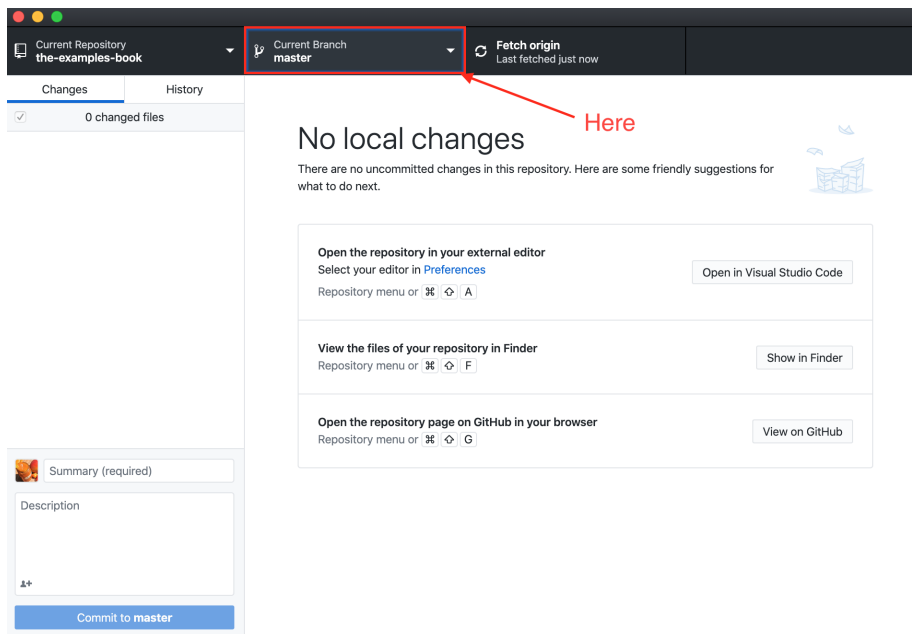 Current Repository
the-examples-book
Current Branch
master
Fetch origin
Last fetched just now
Changes
History
0 changed files
Here
No local changes
There are no uncommitted changes in this repository. Here are some friendly suggestions for
what to do next.
Open the repository in your external editor
Select your editor in Preferences
Repository menu or ⌘ ⇧ A
Open in Visual Studio Code
View the files of your repository in Finder
Repository menu or ⌘ ⇧ F
Show in Finder
Open the repository page on GitHub in your browser
Repository menu or ⌘ ⇧ G
View on GitHub
Summary (required)
Description
Commit to master